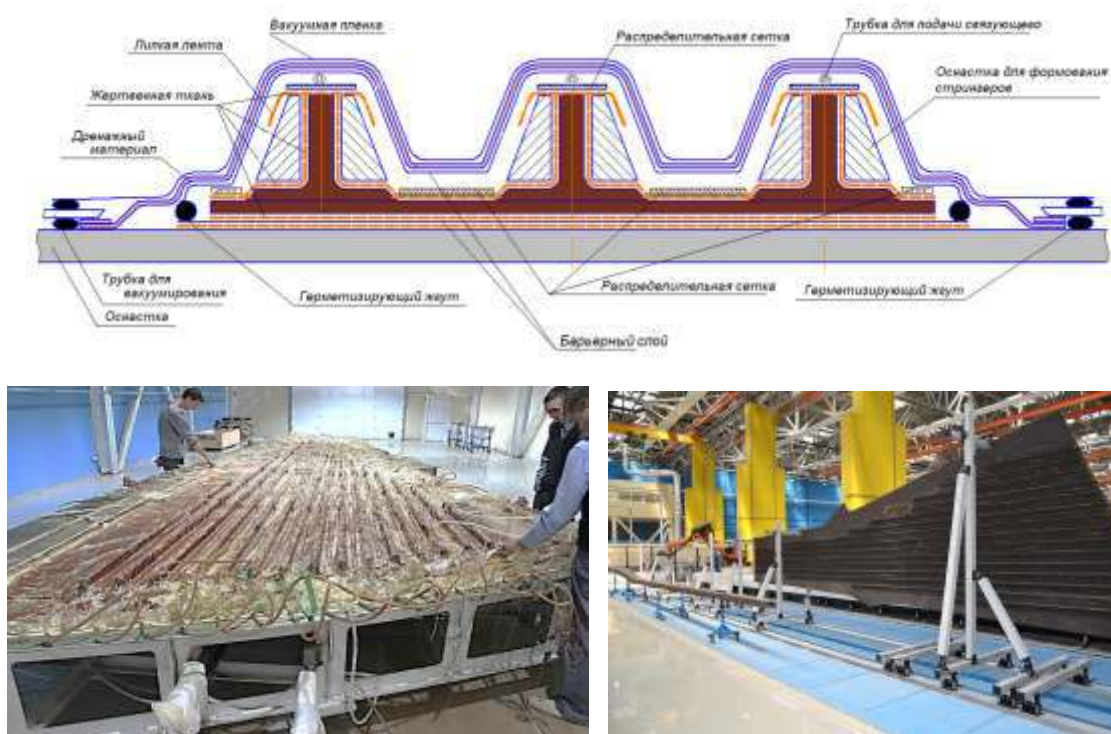 Вакуумная пленка
Липкая лента
Жертвенная ткань
Дренажный
материал
Распределительная сетка
Трубка для подачи связующего
Оснастка для формования
стрингеров
Трубка для
вакуумирования
Оснастка
Герметизирующий жгут
Распределительная сетка
Герметизирующий жгут
Барьерный слой